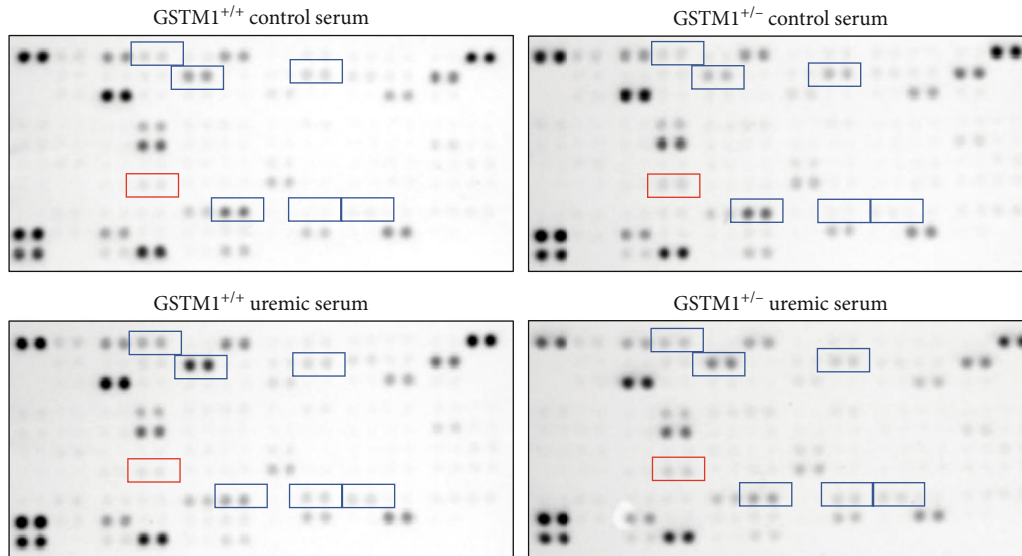 GSTM1+/+ control serum
GSTM1+/− control serum
GSTM1+/+ uremic serum
GSTM1+/− uremic serum